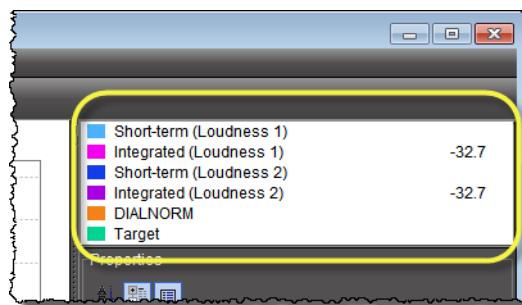 Short-term (Loudness 1)
Integrated (Loudness 1) -32.7
Short-term (Loudness 2)
Integrated (Loudness 2) -32.7
DIALNORM
Target
Properties